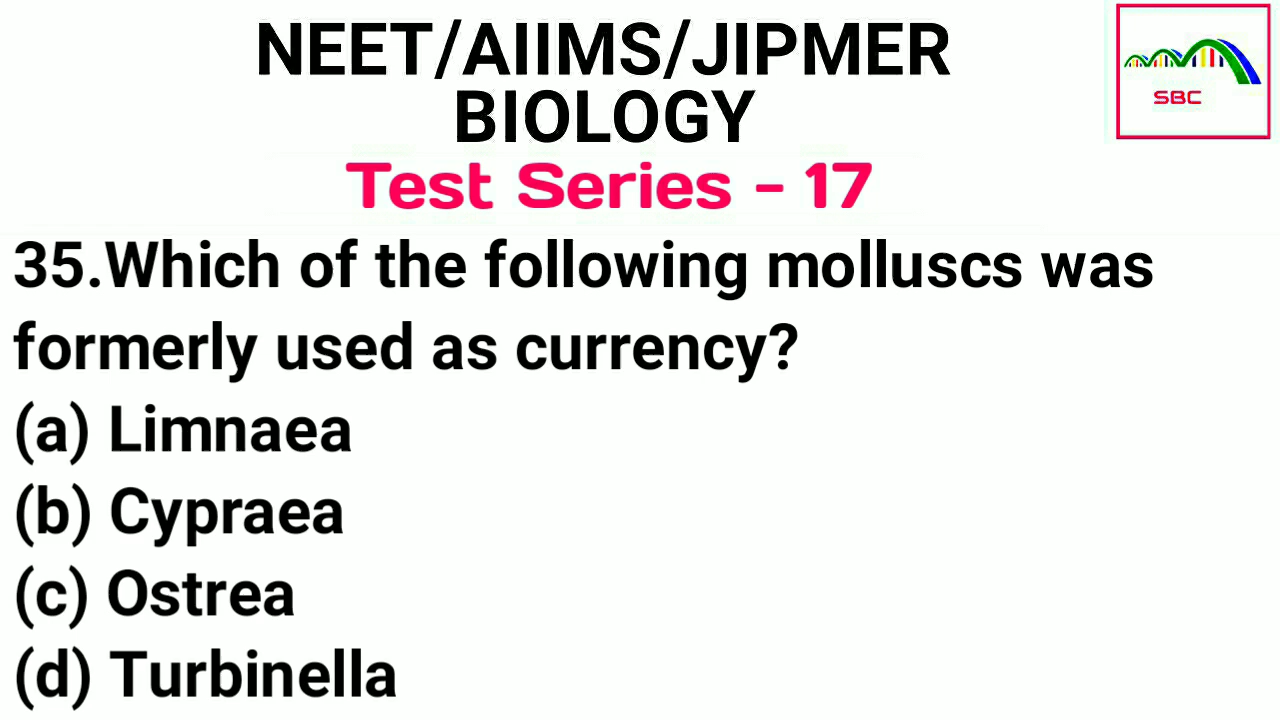 NEET/AIIMS/JIPMER
BIOLOGY
SBC
Test Series - 17
35.Which of the following molluscs was
formerly used as currency?
(a) Limnaea
(b) Cypraea
(c) Ostrea
(d) Turbinella